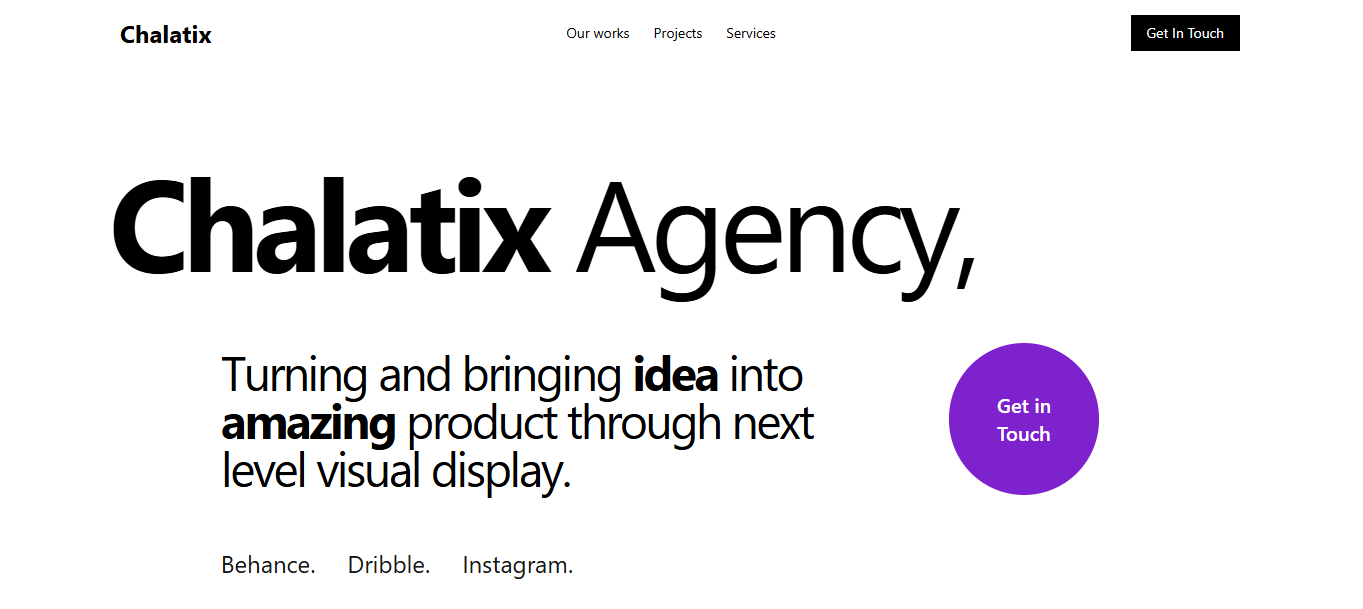 Chalatix
Our works Projects Services
Get In Touch
Chalatix Agency,
Turning and bringing idea into
amazing product through next
level visual display.
Get in
Touch
Behance. Dribble. Instagram.